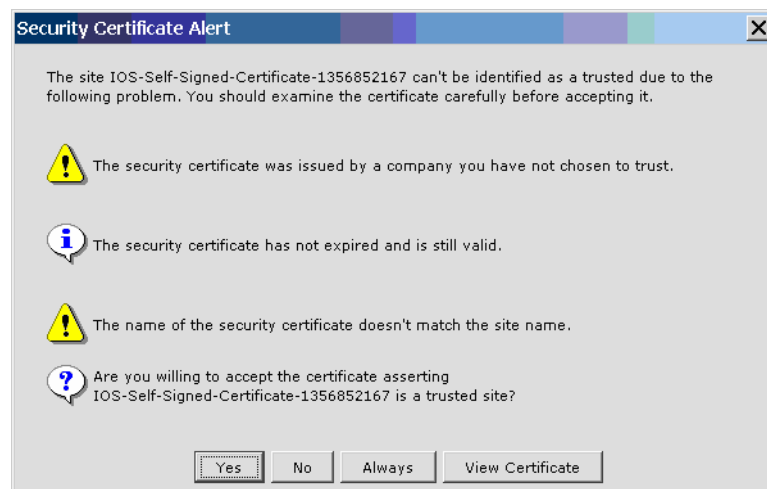 Security Certificate Alert
The site IOS-Self-Signed-Certificate-1356852167 can't be identified as a trusted due to the
following problem. You should examine the certificate carefully before accepting it.
The security certificate was issued by a company you have not chosen to trust.
The security certificate has not expired and is still valid.
The name of the security certificate doesn't match the site name.
Are you willing to accept the certificate asserting
IOS-Self-Signed-Certificate-1356852167 is a trusted site?
Yes No Always View Certificate